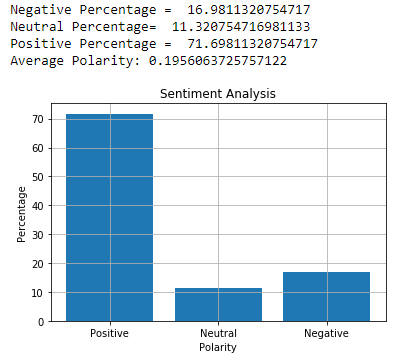 Negative Percentage =  16.9811320754717
Neutral Percentage=  11.320754716981133
Positive Percentage =  71.69811320754717
Average Polarity: 0.1956063725757122
Sentiment Analysis
70
60
50
40
30
20
10
0
Percentage
Positive Neutral Negative
Polarity